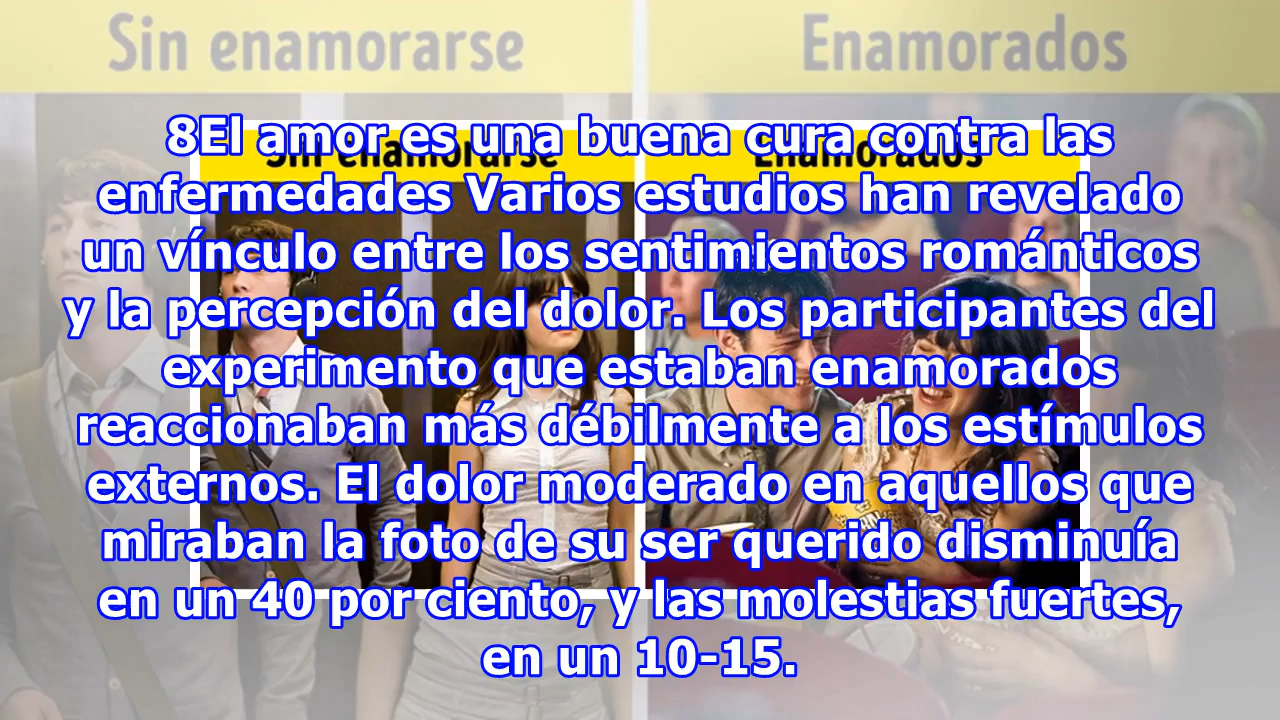 Sin enamorarse
Enamorados
8El amor es una buena cura contra las
Sin enamorarse
Enamorados
enfermedades Varios estudios han revelado
un vínculo entre los sentimientos románticos
y la percepción del dolor. Los participantes del
experimento que estaban enamorados
reaccionaban más débilmente a los estímulos
externos. El dolor moderado en aquellos que
miraban la foto de su ser querido disminuía
en un 40 por ciento, y las molestias fuertes,
en un 10-15.